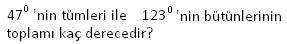 47⁰ 'nin tümleri ile 123⁰ 'nin bütünlerinin
toplamı kaç derecedir?